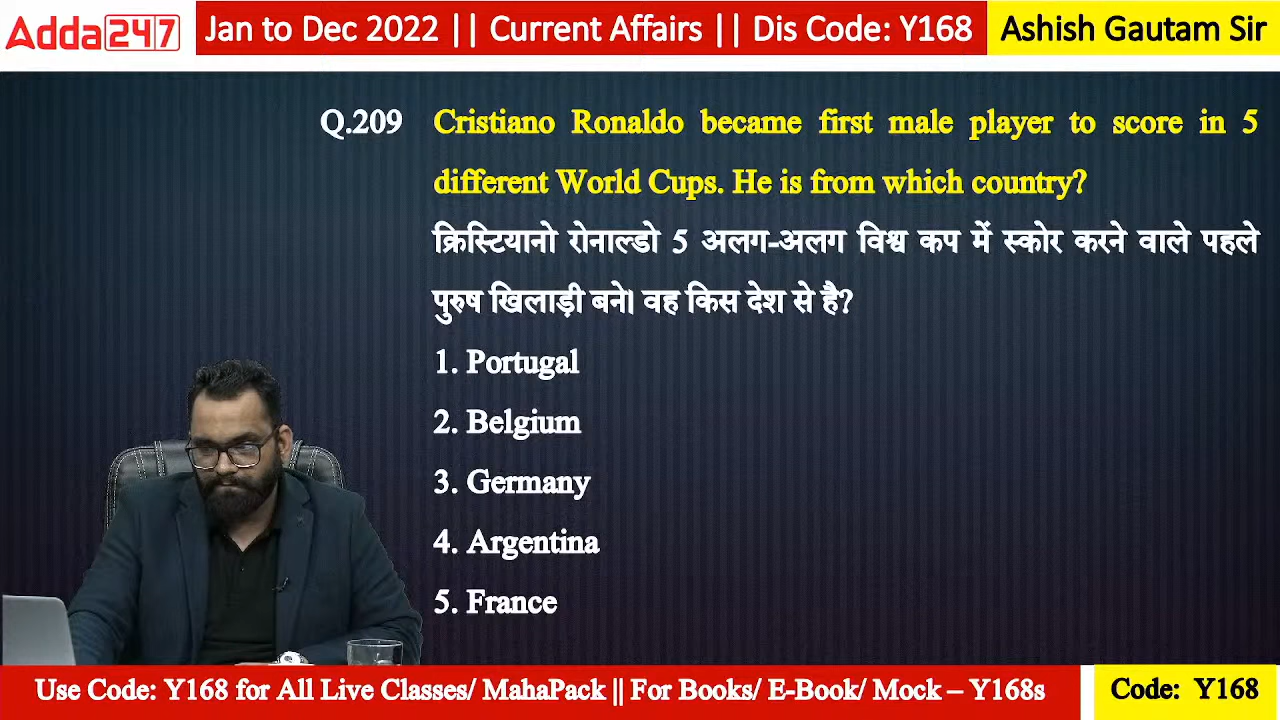 Adda247 Jan to Dec 2022 || Current Affairs || Dis Code: Y168 Ashish Gautam Sir
Q.209 Cristiano Ronaldo became first male player to score in 5
different World Cups. He is from which country?
क्रिस्टियानो रोनाल्डो 5 अलग-अलग विश्व कप में स्कोर करने वाले पहले
पुरुष खिलाड़ी बने। वह किस देश से है?
1. Portugal
2. Belgium
3. Germany
4. Argentina
5. France
Use Code: Y168 for All Live Classes/ MahaPack || For Books/ E-Book/ Mock – Y168s Code: Y168